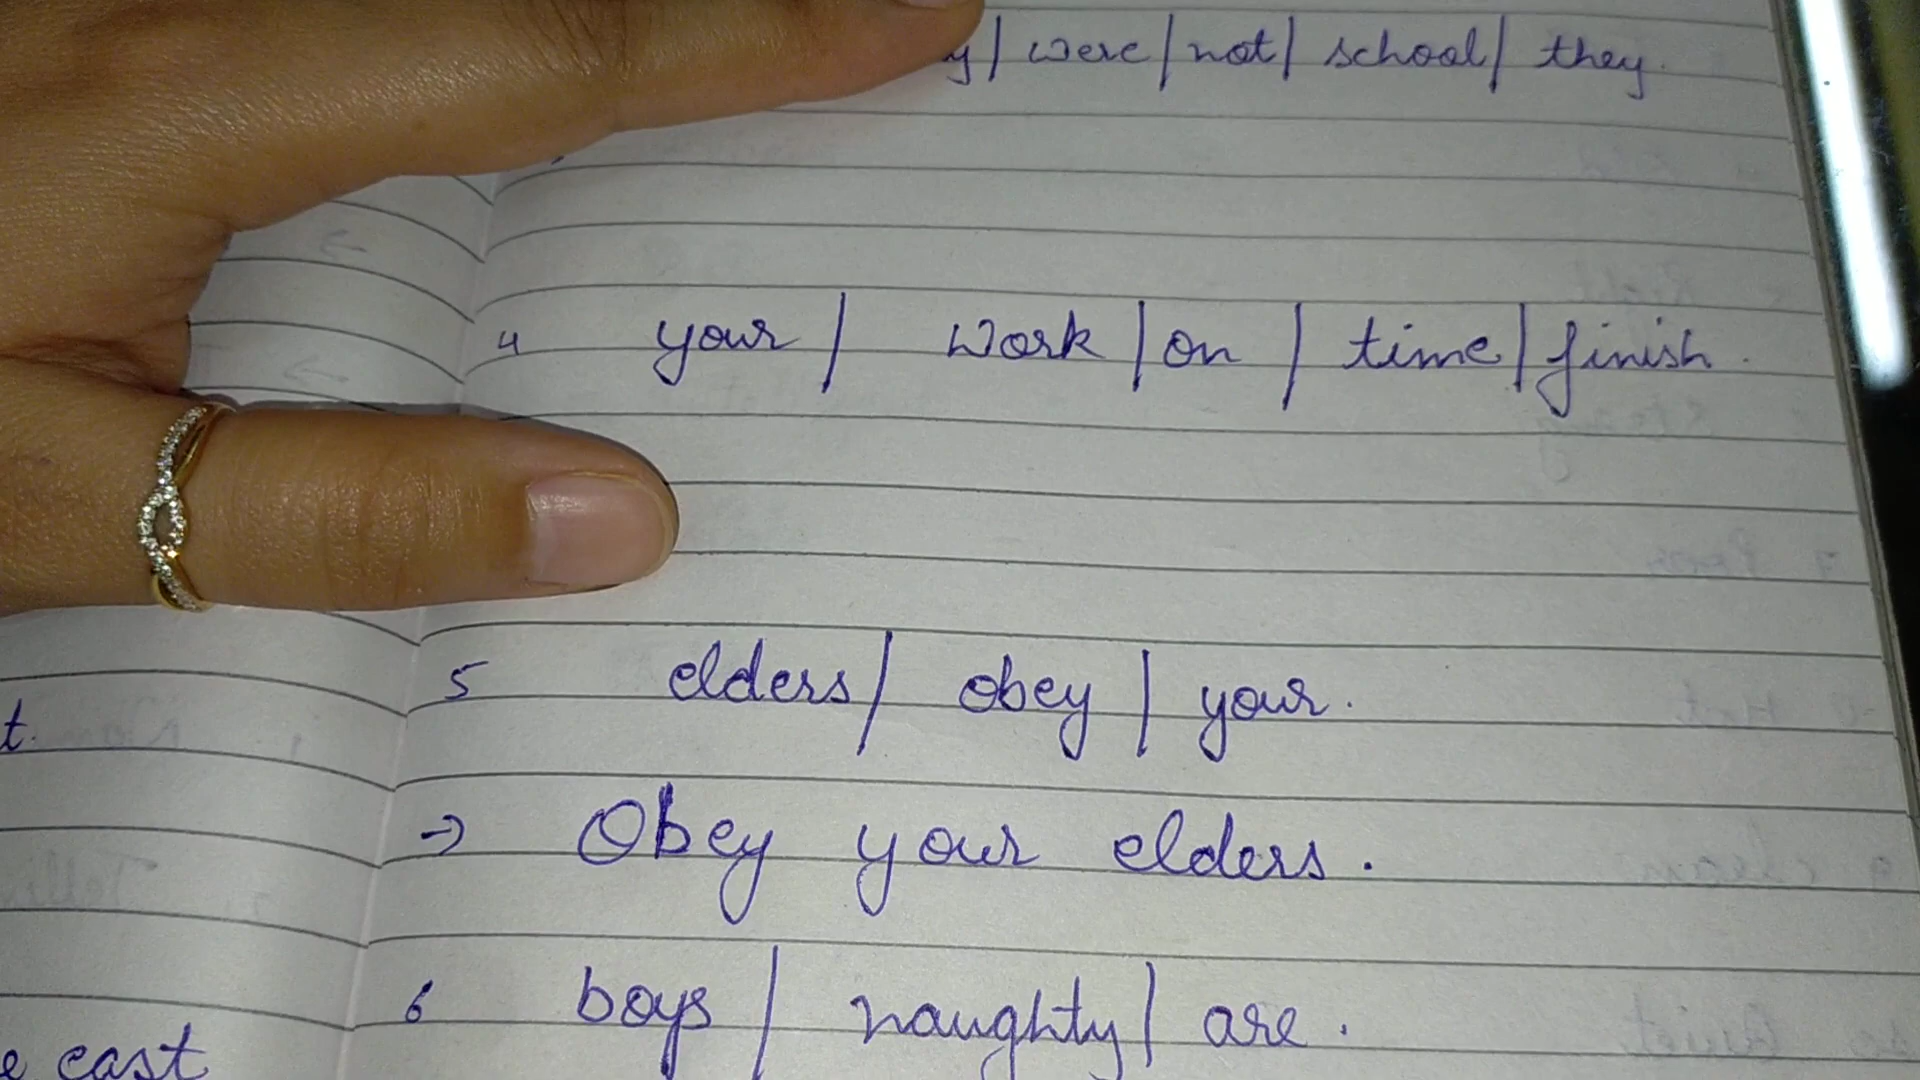 were | not | school | they.
4 your | work | on | time | finish.
5 elders | obey | your.
t.
→ Obey your elders.
6 boys | naughty | are.
cast